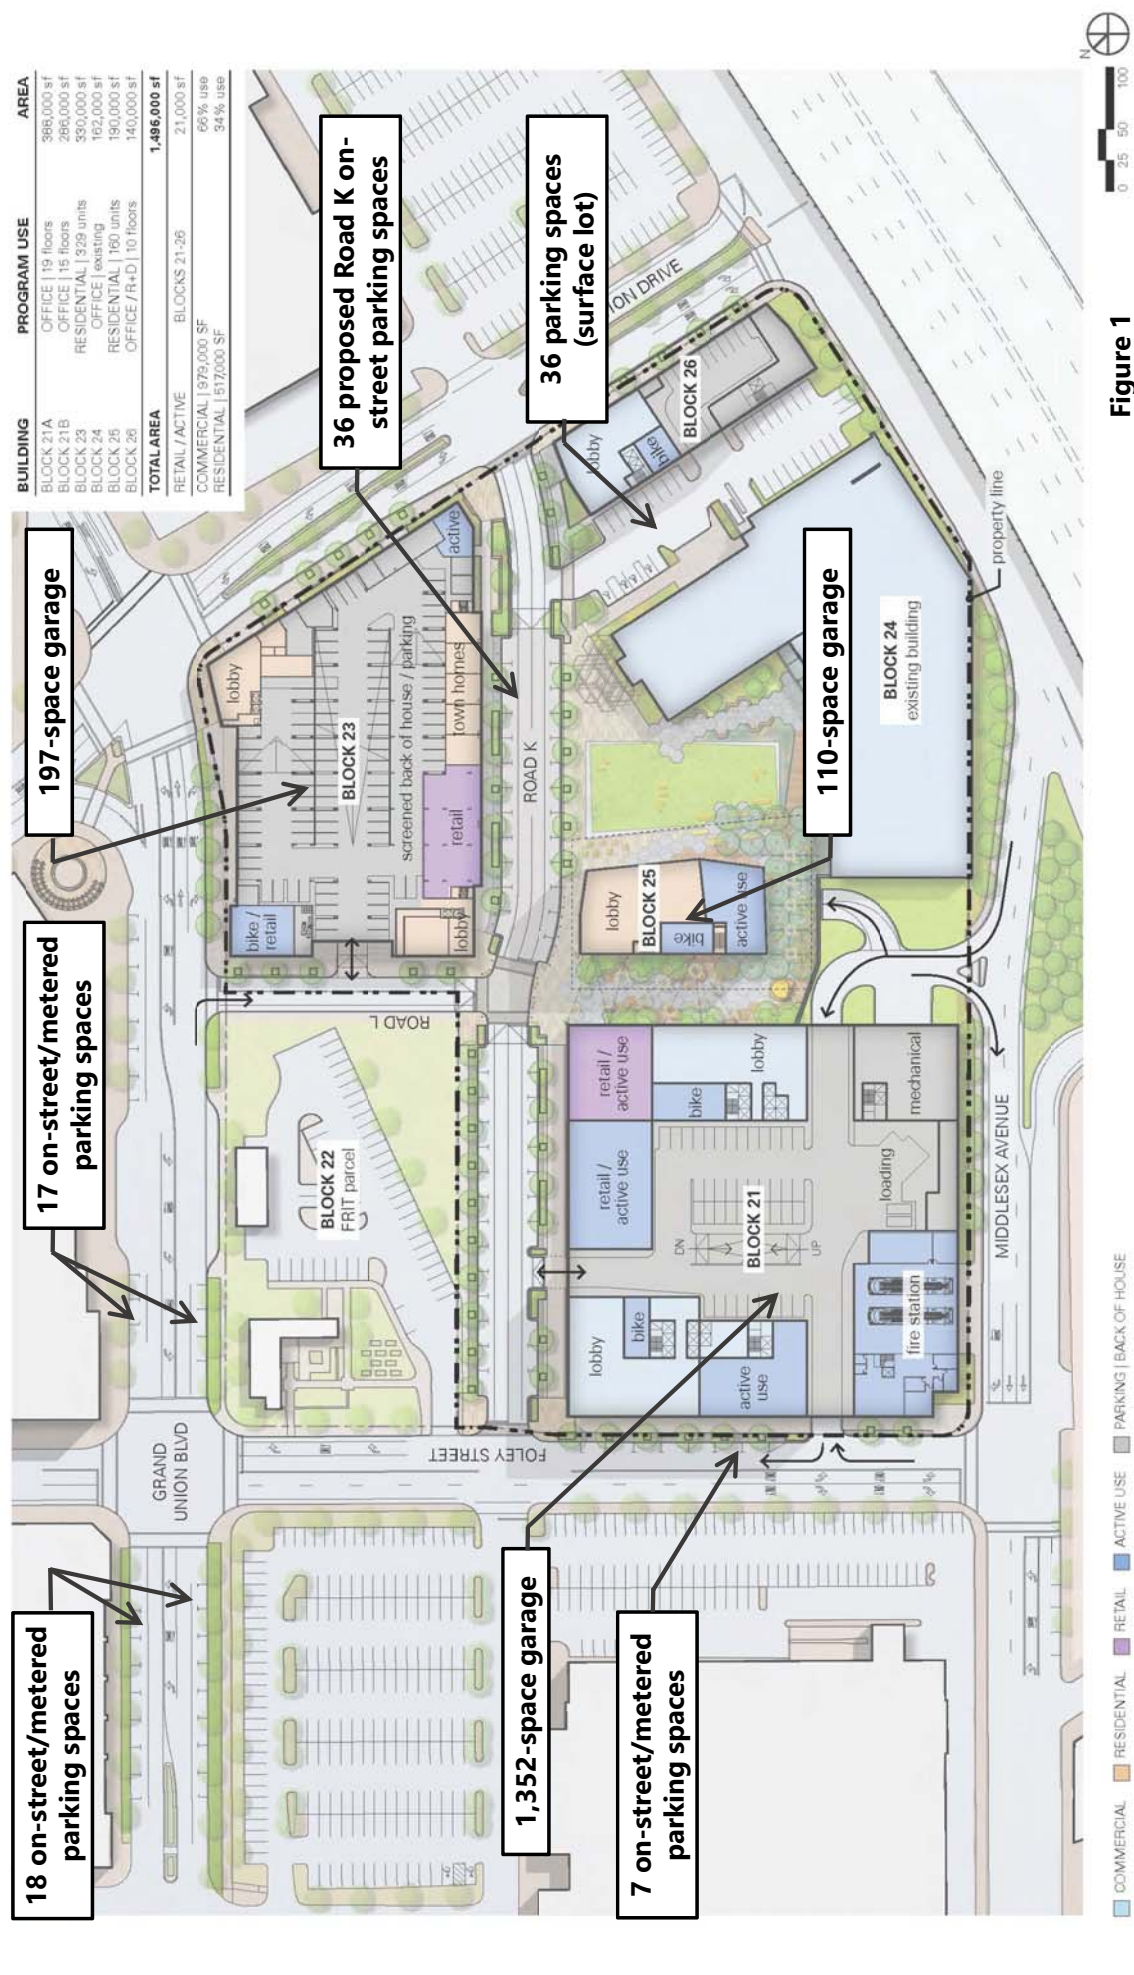 BUILDING PROGRAM USE AREA
BLOCK 21A OFFICE | 19 floors 388,000 sf
BLOCK 21B OFFICE | 15 floors 286,000 sf
BLOCK 23 RESIDENTIAL | 329 units 330,000 sf
BLOCK 24 OFFICE | existing 162,000 sf
BLOCK 25 RESIDENTIAL | 160 units 190,000 sf
BLOCK 26 OFFICE / R+D | 10 floors 140,000 sf
TOTAL AREA 1,496,000 sf
RETAIL / ACTIVE BLOCKS 21-26 21,000 sf
COMMERCIAL | 979,000 SF 66% use
RESIDENTIAL | 517,000 SF 34% use
18 on-street/metered
parking spaces
17 on-street/metered
parking spaces
197-space garage
36 proposed Road K on-
street parking spaces
36 parking spaces
(surface lot)
110-space garage
1,352-space garage
7 on-street/metered
parking spaces
GRAND
UNION BLVD
FOLEY STREET
BLOCK 22
FRIT parcel
ROAD L
bike /
retail
lobby
BLOCK 23
screened back of house / parking
lobby
retail
town homes
active
ROAD K
ION DRIVE
lobby
bike
BLOCK 26
lobby
BLOCK 25
bike
active use
BLOCK 24
existing building
property line
retail /
active use
retail /
active use
lobby
bike
lobby
bike
active
use
DN
UP
BLOCK 21
loading
mechanical
fire station
MIDDLESEX AVENUE
COMMERCIAL
RESIDENTIAL
RETAIL
ACTIVE USE
PARKING | BACK OF HOUSE
N
0 25 50 100
Figure 1